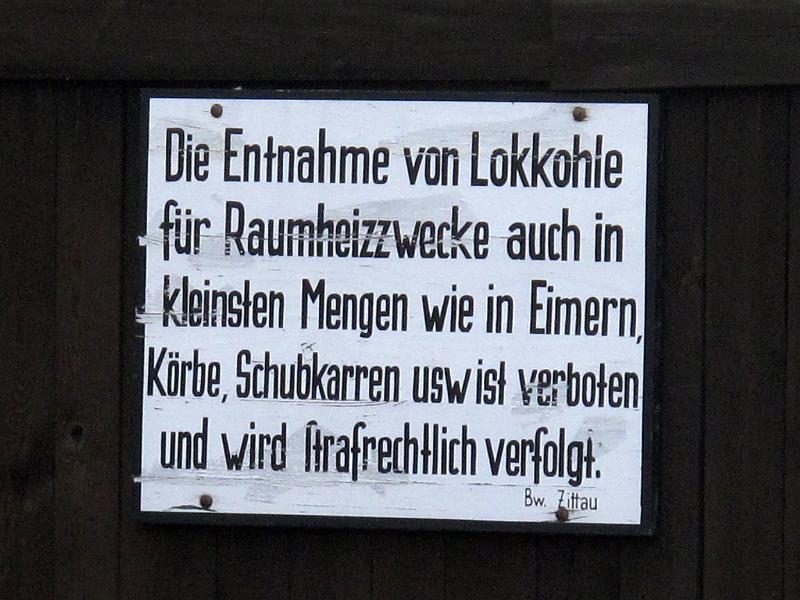 Die Entnahme von Lokkohle
für Raumheizzwecke auch in
kleinsten Mengen wie in Eimern,
Körbe, Schubkarren usw ist verboten
und wird strafrechtlich verfolgt.
Bw. Zittau